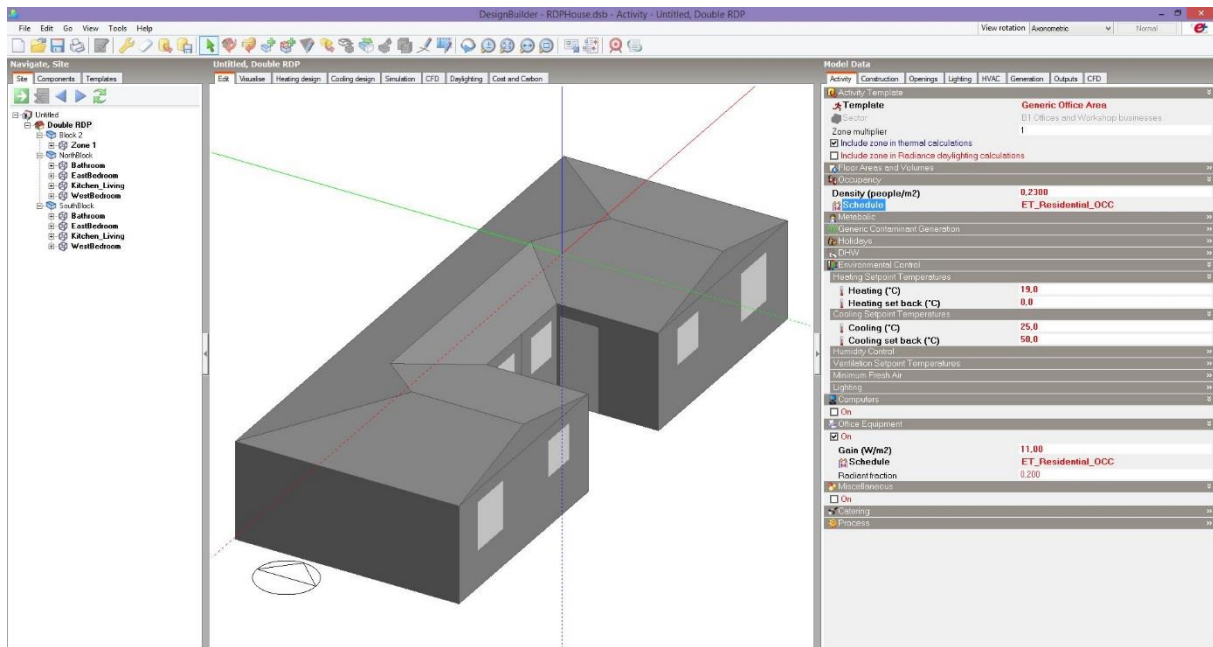 DesignBuilder - RDPHouse.dsb - Activity - Untitled, Double RDP
File Edit Go View Tools Help
View rotation Axonometric Normal
Navigate, Site
Site Components Templates
Untitled
Double RDP
Block 2
Zone 1
NorthBlock
Bathroom
EastBedroom
Kitchen_Living
WestBedroom
SouthBlock
Bathroom
EastBedroom
Kitchen_Living
WestBedroom
Untitled, Double RDP
Edit Visualise Heating design Cooling design Simulation CFD Daylighting Cost and Carbon
Model Data
Activity Construction Openings Lighting HVAC Generation Outputs CFD
Activity Template
Template Generic Office Area
Sector B1 Offices and Workshop businesses
Zone multiplier 1
Include zone in thermal calculations
Include zone in Radiance daylighting calculations
Floor Areas and Volumes
Occupancy
Density (people/m2) 0,2300
Schedule ET_Residential_OCC
Metabolic
Generic Contaminant Generation
Holidays
DHW
Environmental Control
Heating Setpoint Temperatures
Heating (°C) 19,0
Heating set back (°C) 0,0
Cooling Setpoint Temperatures
Cooling (°C) 25,0
Cooling set back (°C) 50,0
Humidity Control
Ventilation Setpoint Temperatures
Minimum Fresh Air
Lighting
Computers
On
Office Equipment
On
Gain (W/m2) 11,00
Schedule ET_Residential_OCC
Radiant fraction 0,200
Miscellaneous
On
Catering
Process